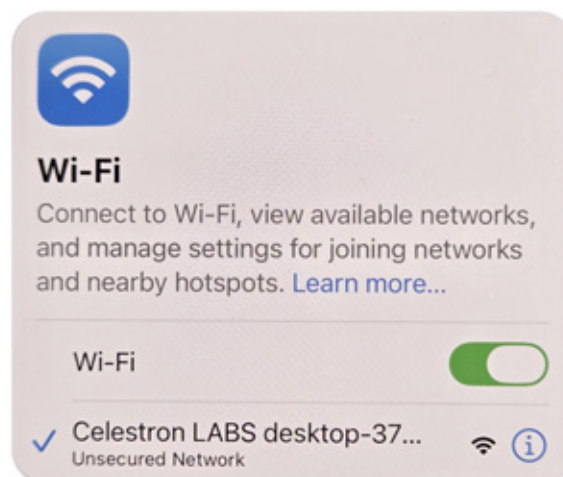 Wi-Fi
Connect to Wi-Fi, view available networks,
and manage settings for joining networks
and nearby hotspots. Learn more...
Wi-Fi
Celestron LABS desktop-37...
Unsecured Network